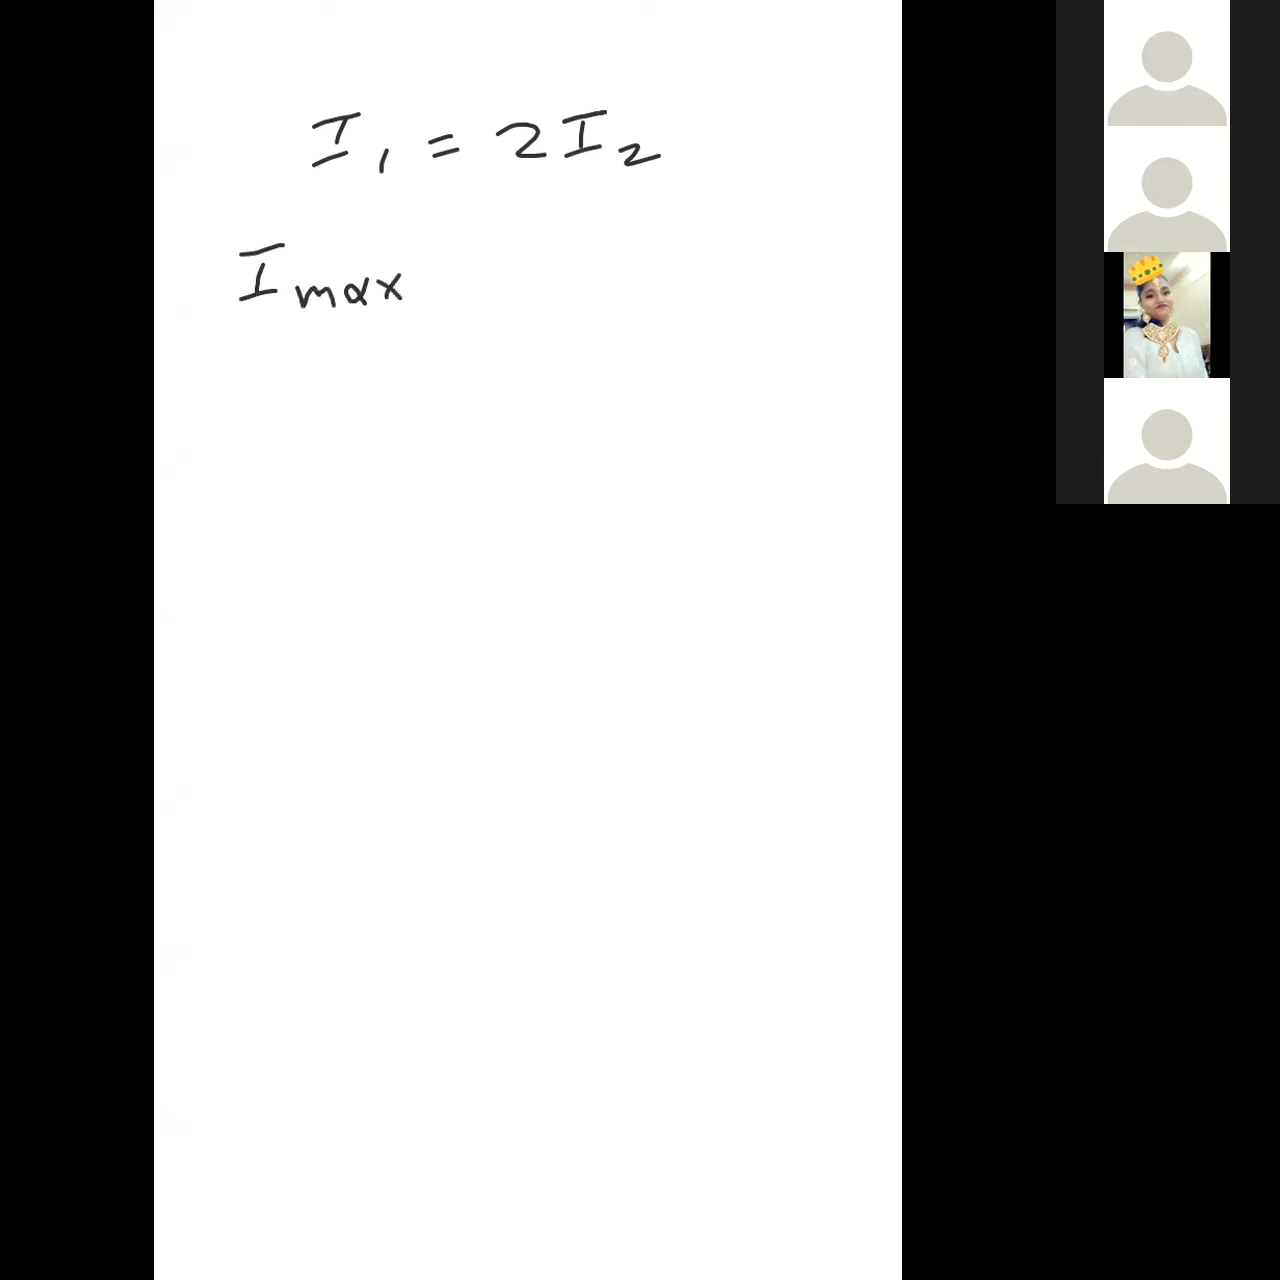 I₁ = 2I₂
Imax